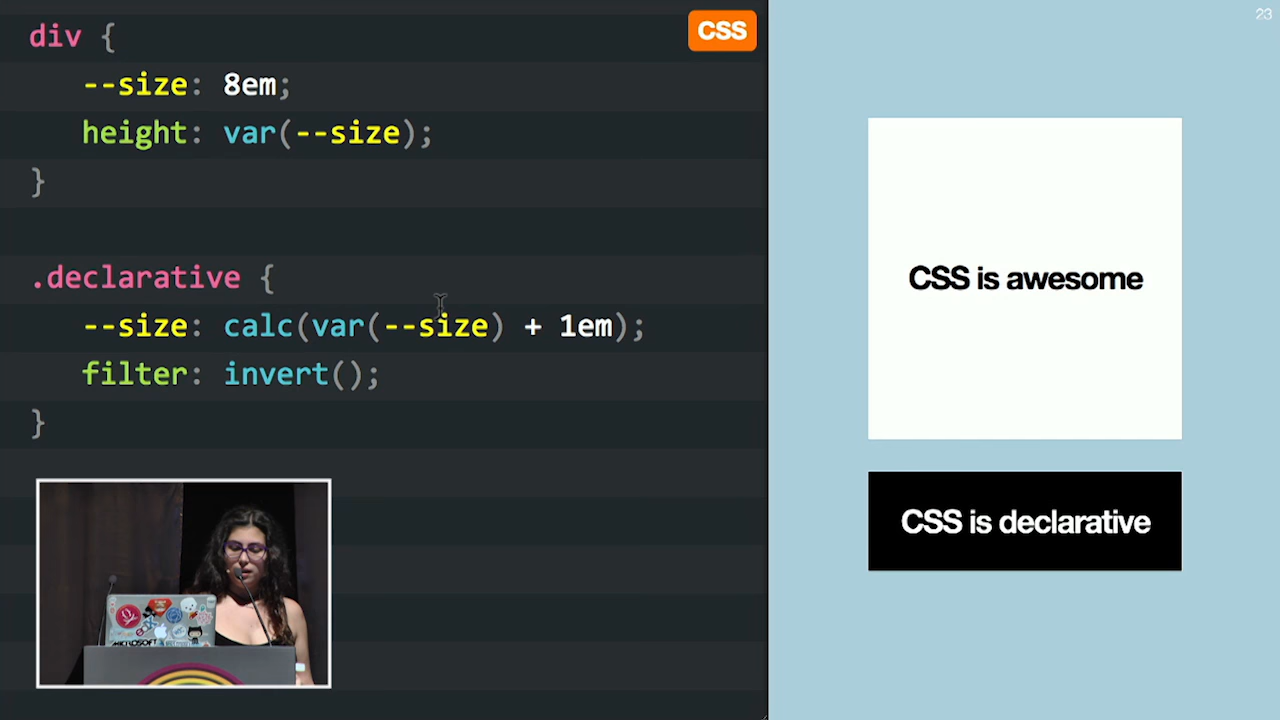 div {
--size: 8em;
height: var(--size);
}
.declarative {
--size: calc(var(--size) + 1em);
filter: invert();
}
CSS
23
CSS is awesome
CSS is declarative
MICROSOFT